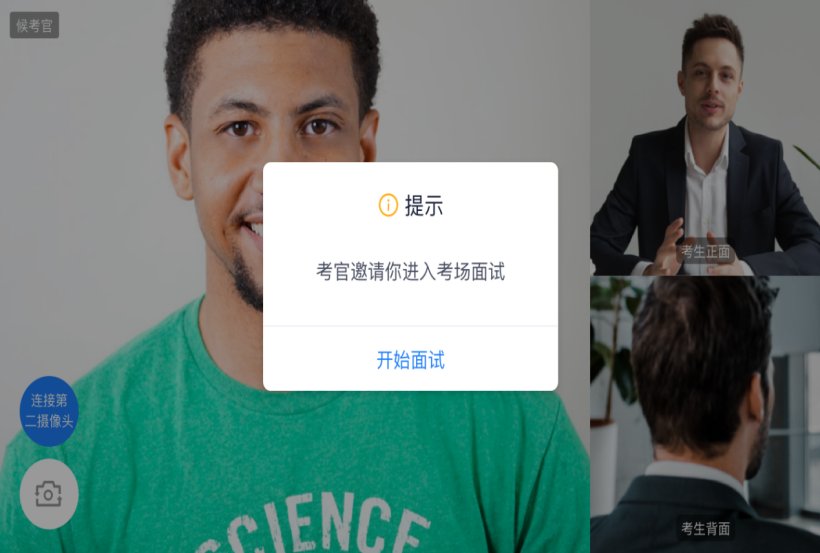 候考官
提示
考官邀请你进入考场面试
考生正面
开始面试
连接第
二摄像头
SCIENCE
考生背面